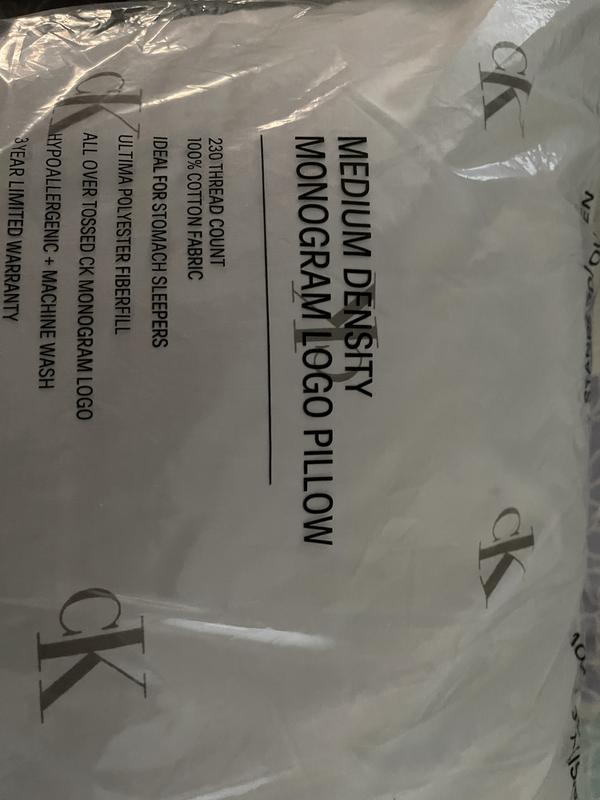 MEDIUM DENSITY
MONOGRAM LOGO PILLOW
230 THREAD COUNT
100% COTTON FABRIC
IDEAL FOR STOMACH SLEEPERS
ULTIMA POLYESTER FIBERFILL
ALL OVER TOSSED CK MONOGRAM LOGO
HYPOALLERGENIC + MACHINE WASH
3 YEAR LIMITED WARRANTY
CK
CK
CK
CK
CK